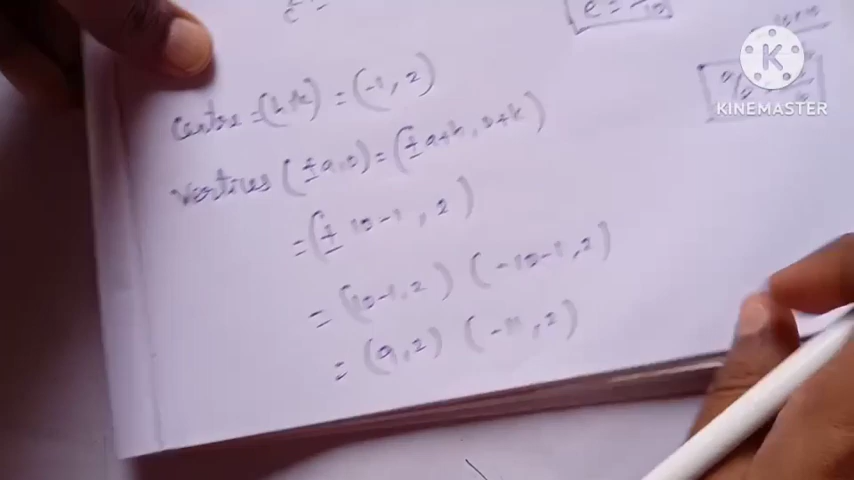 e =
Centre = (h,k) = (-1, 2)
Vertices (±a,0) = (±a+h, 0+k)
= (± 10-1, 2)
= (10-1, 2) (-10-1, 2)
= (9, 2) (-11, 2)
K
KINEMASTER